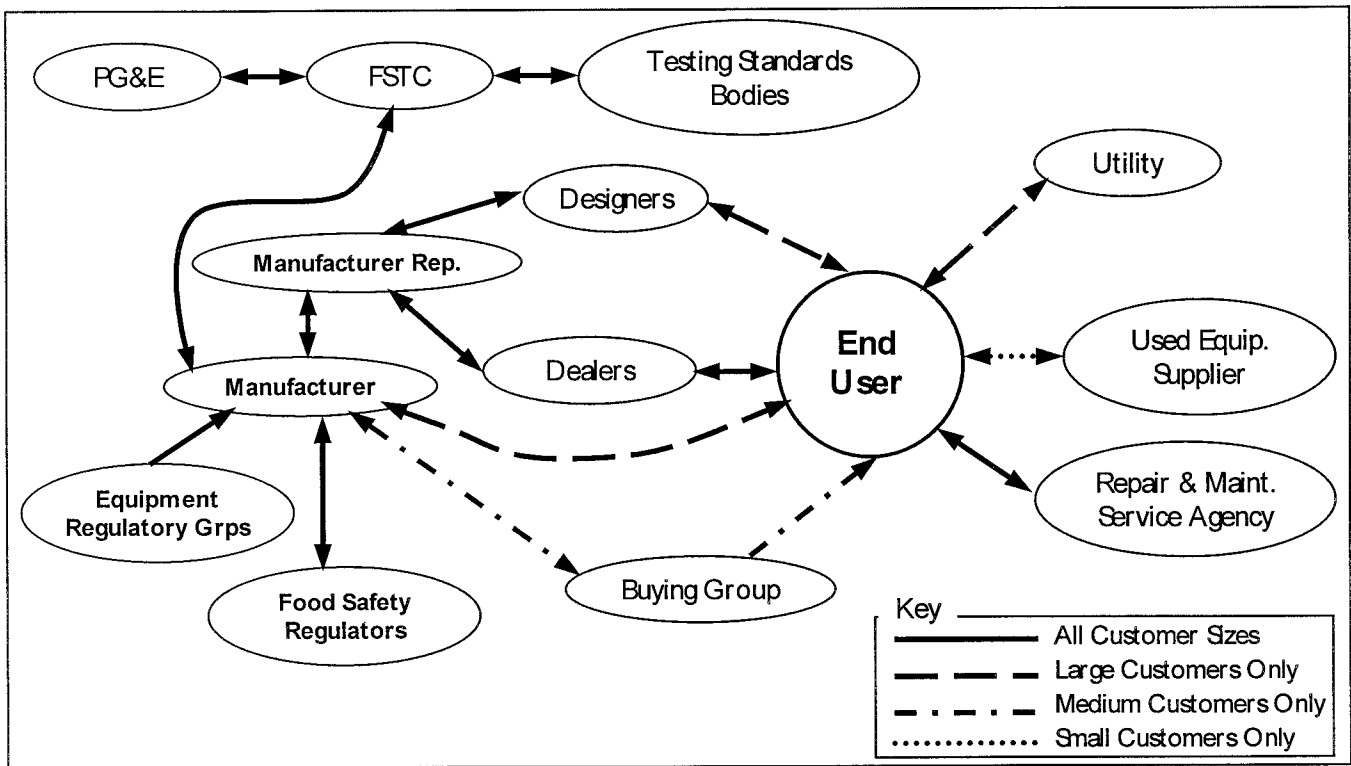 PG&E
FSTC
Testing Standards
Bodies
Utility
Designers
Manufacturer Rep.
End
User
Used Equip.
Supplier
Dealers
Manufacturer
Equipment
Regulatory Grps
Repair & Maint.
Service Agency
Buying Group
Food Safety
Regulators
Key
All Customer Sizes
Large Customers Only
Medium Customers Only
Small Customers Only